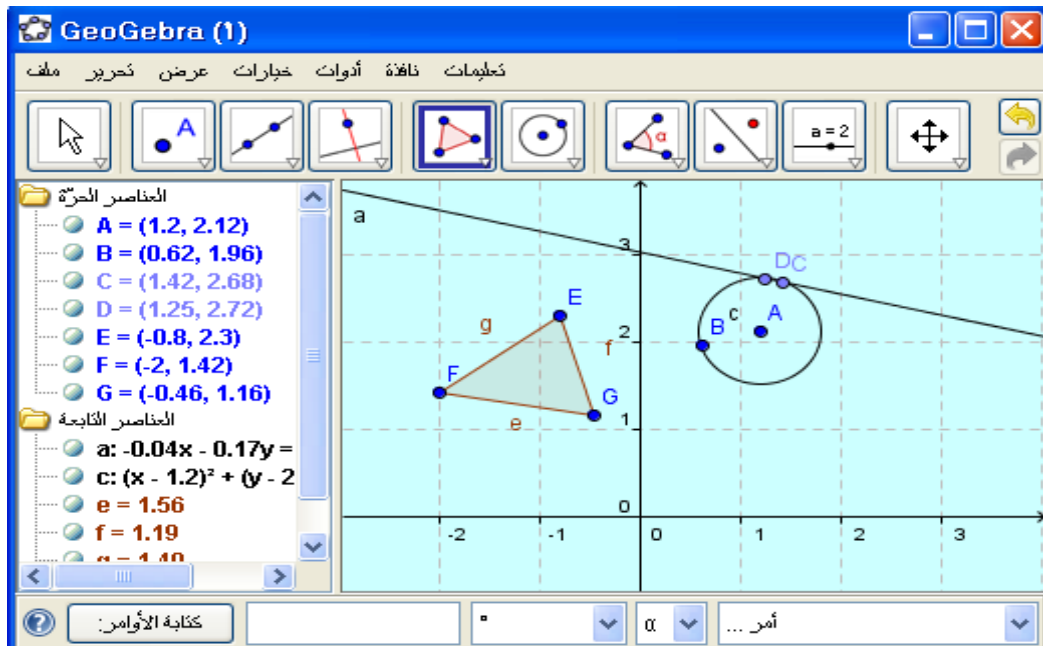 GeoGebra (1)
ملف تحرير عرض خيارات أدوات نافذة تعليمات
A
α
a = 2
العناصر الحرّة
A = (1.2, 2.12)
B = (0.62, 1.96)
C = (1.42, 2.68)
D = (1.25, 2.72)
E = (-0.8, 2.3)
F = (-2, 1.42)
G = (-0.46, 1.16)
العناصر التابعة
a: -0.04x - 0.17y =
c: (x - 1.2)² + (y - 2
e = 1.56
f = 1.19
g = 1.49
a
3
D C
E
g
2
f
B c A
F
G
e
1
0
-2 -1 0 1 2 3
كتابة الأوامر:
°
α
أمر ...